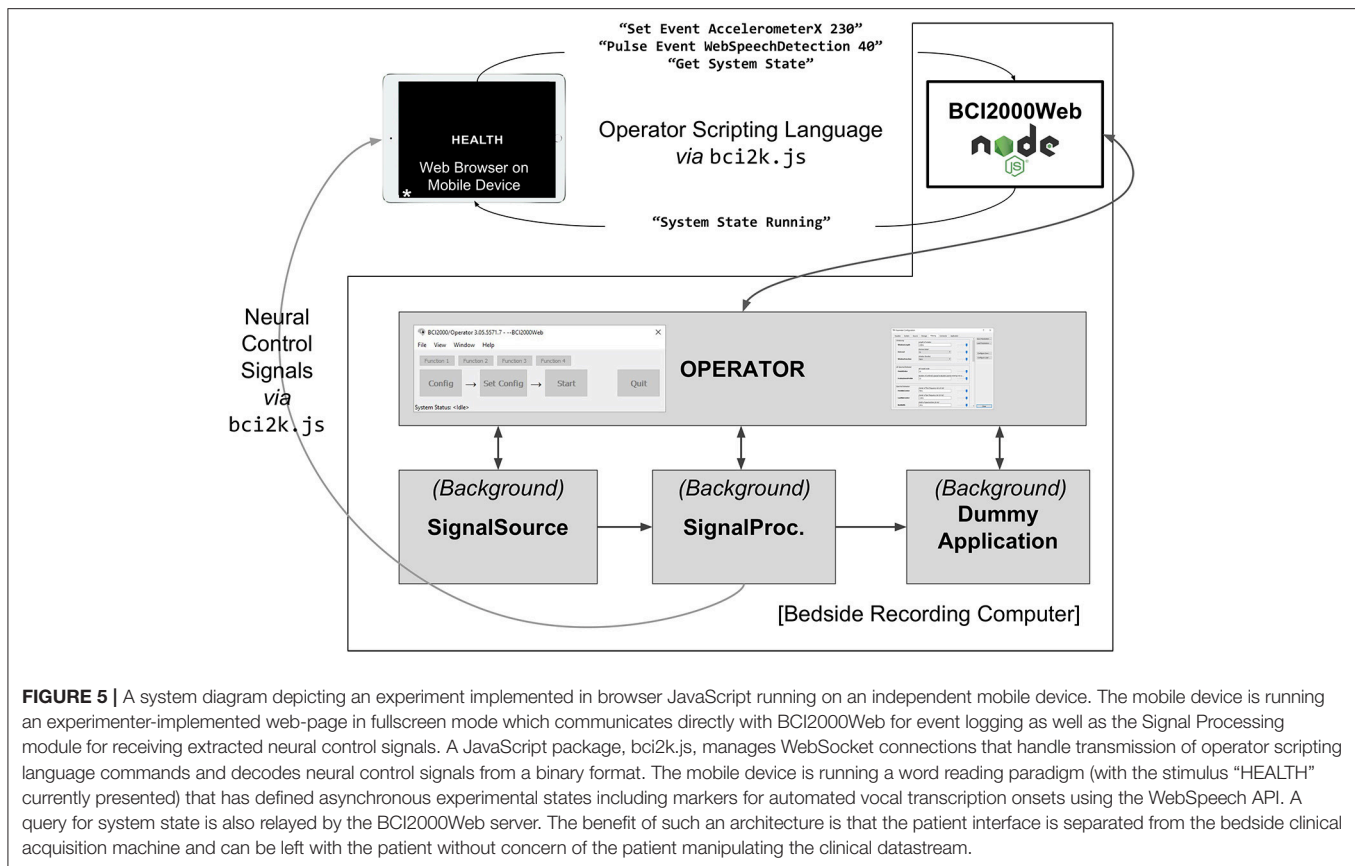 “Set Event AccelerometerX 230”
“Pulse Event WebSpeechDetection 40”
“Get System State”
HEALTH
Web Browser on
Mobile Device
*
Operator Scripting Language
via bci2k.js
BCI2000Web
node
JS
“System State Running”
Neural
Control
Signals
via
bci2k.js
BCI2000/Operator 3.05.5571.7 - --BCI2000Web
File View Window Help
Function 1 Function 2 Function 3 Function 4
Config → Set Config → Start Quit
System Status: <Idle>
OPERATOR
(Background)
SignalSource
(Background)
SignalProc.
(Background)
Dummy
Application
[Bedside Recording Computer]
FIGURE 5 | A system diagram depicting an experiment implemented in browser JavaScript running on an independent mobile device. The mobile device is running
an experimenter-implemented web-page in fullscreen mode which communicates directly with BCI2000Web for event logging as well as the Signal Processing
module for receiving extracted neural control signals. A JavaScript package, bci2k.js, manages WebSocket connections that handle transmission of operator scripting
language commands and decodes neural control signals from a binary format. The mobile device is running a word reading paradigm (with the stimulus “HEALTH”
currently presented) that has defined asynchronous experimental states including markers for automated vocal transcription onsets using the WebSpeech API. A
query for system state is also relayed by the BCI2000Web server. The benefit of such an architecture is that the patient interface is separated from the bedside clinical
acquisition machine and can be left with the patient without concern of the patient manipulating the clinical datastream.